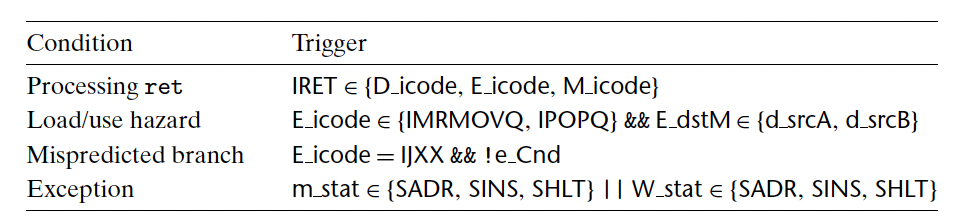 Condition Trigger
Processing ret IRET ∈ {D_icode, E_icode, M_icode}
Load/use hazard E_icode ∈ {IMRMOVQ, IPOPQ} && E_dstM ∈ {d_srcA, d_srcB}
Mispredicted branch E_icode = IJXX && !e_Cnd
Exception m_stat ∈ {SADR, SINS, SHLT} || W_stat ∈ {SADR, SINS, SHLT}